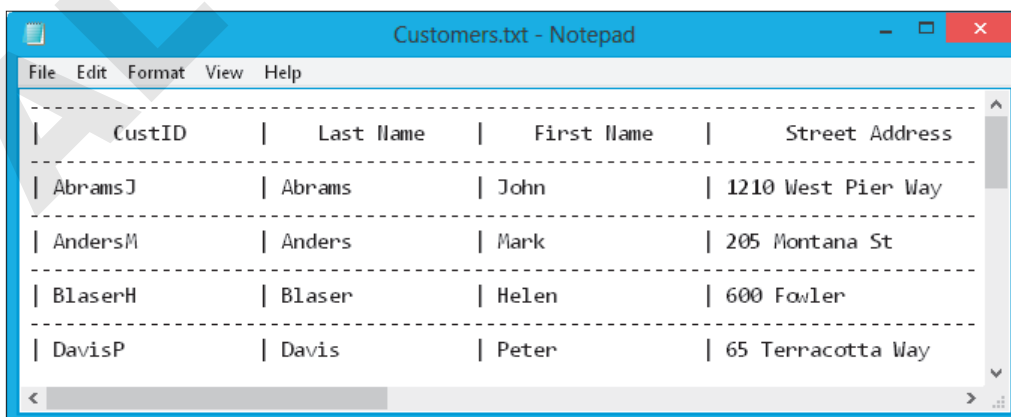 Customers.txt - Notepad
File Edit Format View Help
------------------------------------------------------------------------
| CustID | Last Name | First Name | Street Address
------------------------------------------------------------------------
| AbramsJ | Abrams | John | 1210 West Pier Way
------------------------------------------------------------------------
| AndersM | Anders | Mark | 205 Montana St
------------------------------------------------------------------------
| BlaserH | Blaser | Helen | 600 Fowler
------------------------------------------------------------------------
| DavisP | Davis | Peter | 65 Terracotta Way